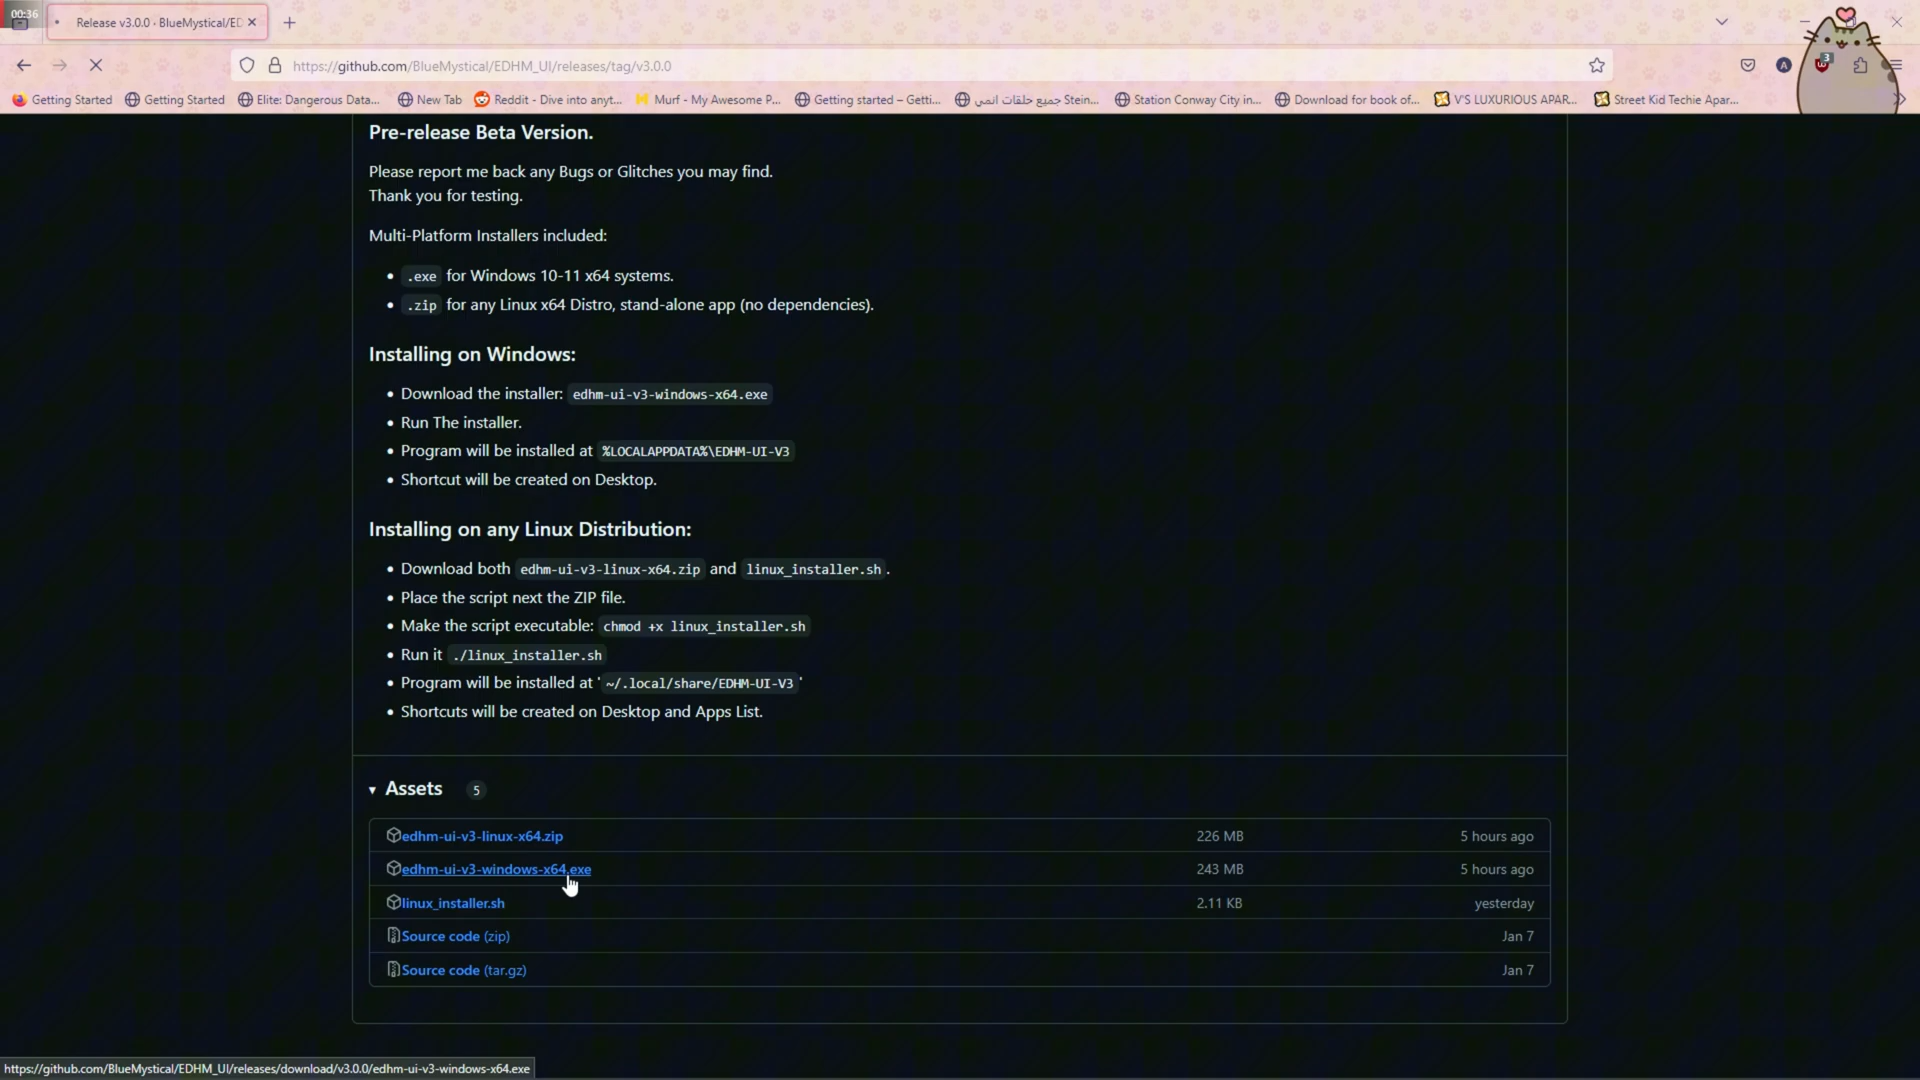 00:36
Release v3.0.0 · BlueMystical/ED
https://github.com/BlueMystical/EDHM_UI/releases/tag/v3.0.0
A
3
Getting Started
Getting Started
Elite: Dangerous Data...
New Tab
Reddit - Dive into anyt...
Murf - My Awesome P...
Getting started – Getti...
جميع حلقات انمي Stein...
Station Conway City in...
Download for book of...
V'S LUXURIOUS APAR...
Street Kid Techie Apar...
Pre-release Beta Version.
Please report me back any Bugs or Glitches you may find.
Thank you for testing.
Multi-Platform Installers included:
• .exe for Windows 10-11 x64 systems.
• .zip for any Linux x64 Distro, stand-alone app (no dependencies).
Installing on Windows:
• Download the installer: edhm-ui-v3-windows-x64.exe
• Run The installer.
• Program will be installed at %LOCALAPPDATA%\EDHM-UI-V3
• Shortcut will be created on Desktop.
Installing on any Linux Distribution:
• Download both edhm-ui-v3-linux-x64.zip and linux_installer.sh.
• Place the script next the ZIP file.
• Make the script executable: chmod +x linux_installer.sh
• Run it ./linux_installer.sh
• Program will be installed at '~/.local/share/EDHM-UI-V3'
• Shortcuts will be created on Desktop and Apps List.
Assets 5
edhm-ui-v3-linux-x64.zip 226 MB 5 hours ago
edhm-ui-v3-windows-x64.exe 243 MB 5 hours ago
linux_installer.sh 2.11 KB yesterday
Source code (zip) Jan 7
Source code (tar.gz) Jan 7
https://github.com/BlueMystical/EDHM_UI/releases/download/v3.0.0/edhm-ui-v3-windows-x64.exe